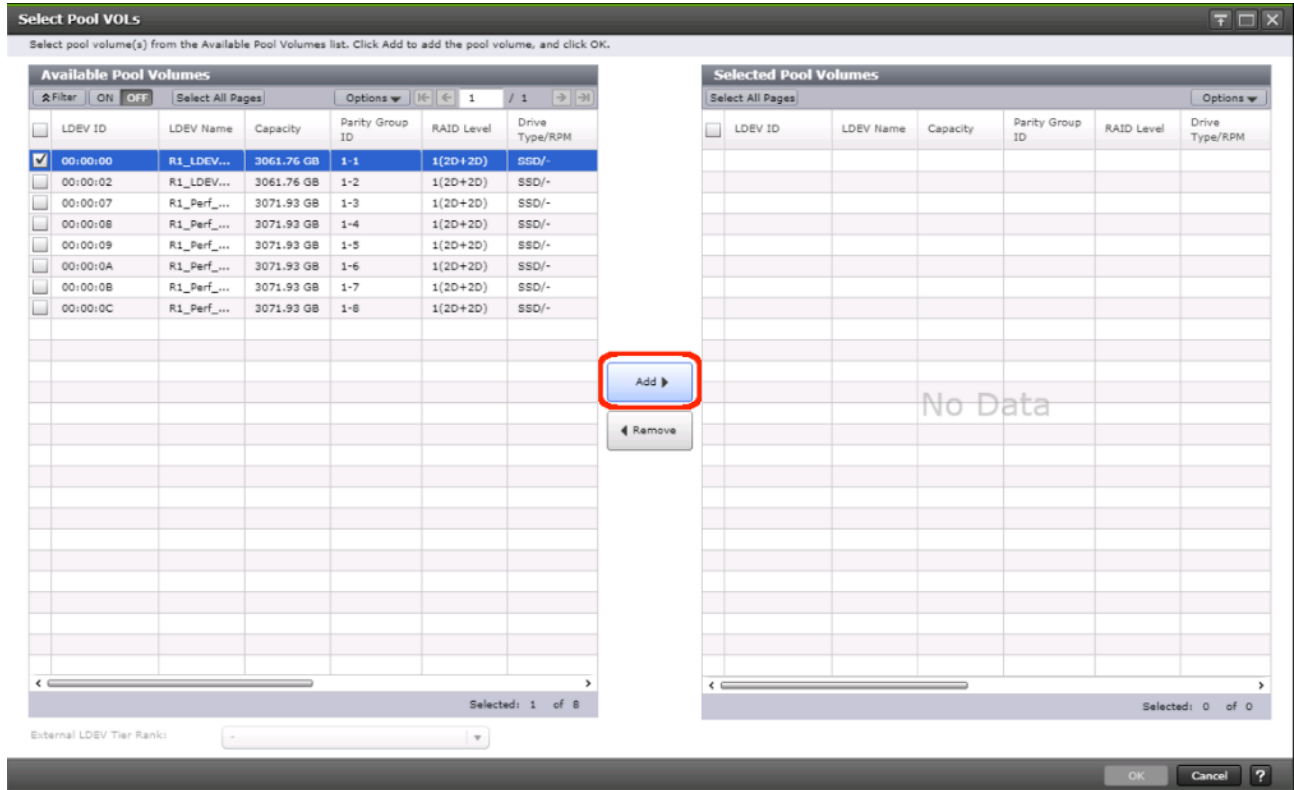 Select Pool VOLs
Select pool volume(s) from the Available Pool Volumes list. Click Add to add the pool volume, and click OK.
Available Pool Volumes
Filter ON OFF Select All Pages Options 1 / 1
LDEV ID LDEV Name Capacity Parity Group ID RAID Level Drive Type/RPM
00:00:00 R1_LDEV... 3061.76 GB 1-1 1(2D+2D) SSD/-
00:00:02 R1_LDEV... 3061.76 GB 1-2 1(2D+2D) SSD/-
00:00:07 R1_Perf_... 3071.93 GB 1-3 1(2D+2D) SSD/-
00:00:08 R1_Perf_... 3071.93 GB 1-4 1(2D+2D) SSD/-
00:00:09 R1_Perf_... 3071.93 GB 1-5 1(2D+2D) SSD/-
00:00:0A R1_Perf_... 3071.93 GB 1-6 1(2D+2D) SSD/-
00:00:0B R1_Perf_... 3071.93 GB 1-7 1(2D+2D) SSD/-
00:00:0C R1_Perf_... 3071.93 GB 1-8 1(2D+2D) SSD/-
Selected: 1 of 8
External LDEV Tier Rank: -
Add
Remove
Selected Pool Volumes
Select All Pages Options
LDEV ID LDEV Name Capacity Parity Group ID RAID Level Drive Type/RPM
No Data
Selected: 0 of 0
OK Cancel ?